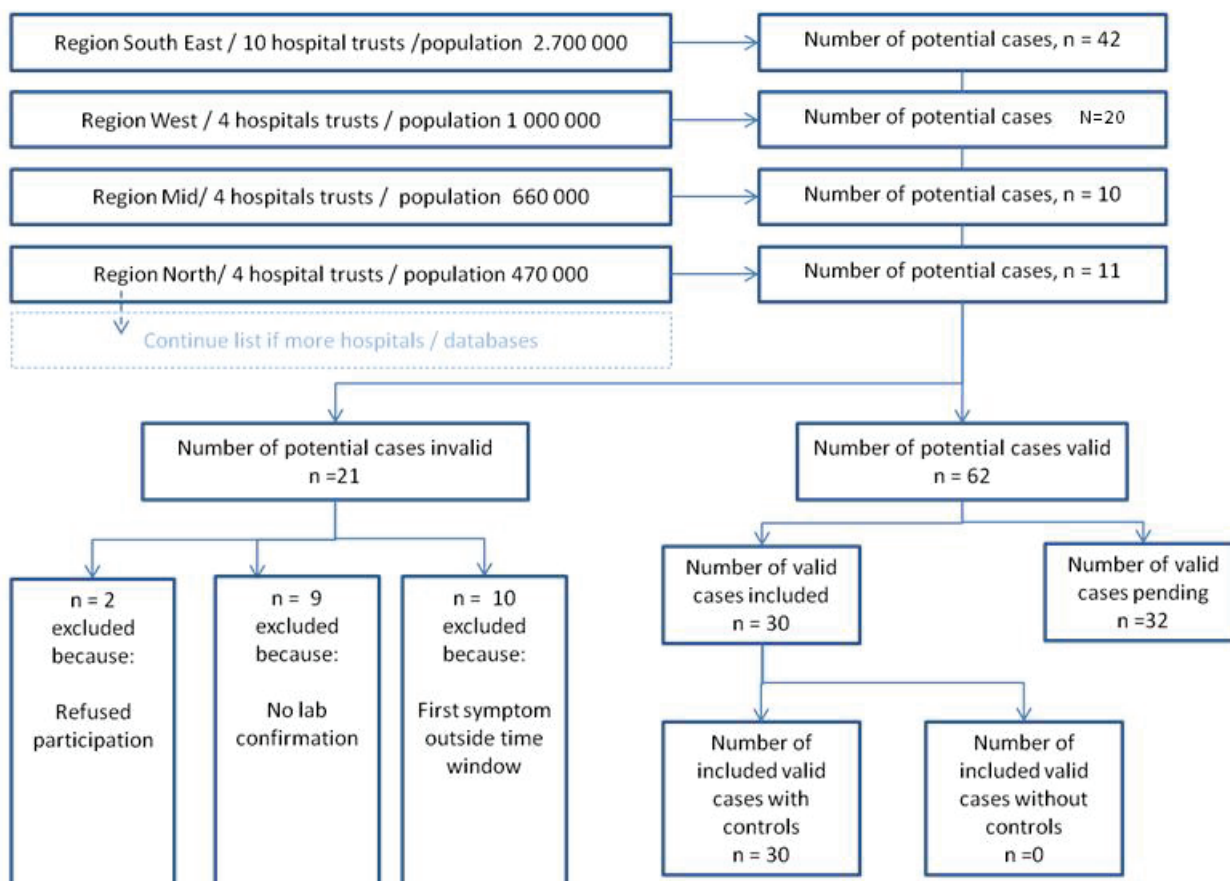 Region South East / 10 hospital trusts /population 2.700 000
Number of potential cases, n = 42
Region West / 4 hospitals trusts / population 1 000 000
Number of potential cases N=20
Region Mid/ 4 hospitals trusts / population 660 000
Number of potential cases, n = 10
Region North/ 4 hospital trusts / population 470 000
Number of potential cases, n = 11
Continue list if more hospitals / databases
Number of potential cases invalid
n =21
Number of potential cases valid
n = 62
n = 2
excluded
because:
Refused
participation
n = 9
excluded
because:
No lab
confirmation
n = 10
excluded
because:
First symptom
outside time
window
Number of valid
cases included
n = 30
Number of valid
cases pending
n =32
Number of
included valid
cases with
controls
n = 30
Number of
included valid
cases without
controls
n =0